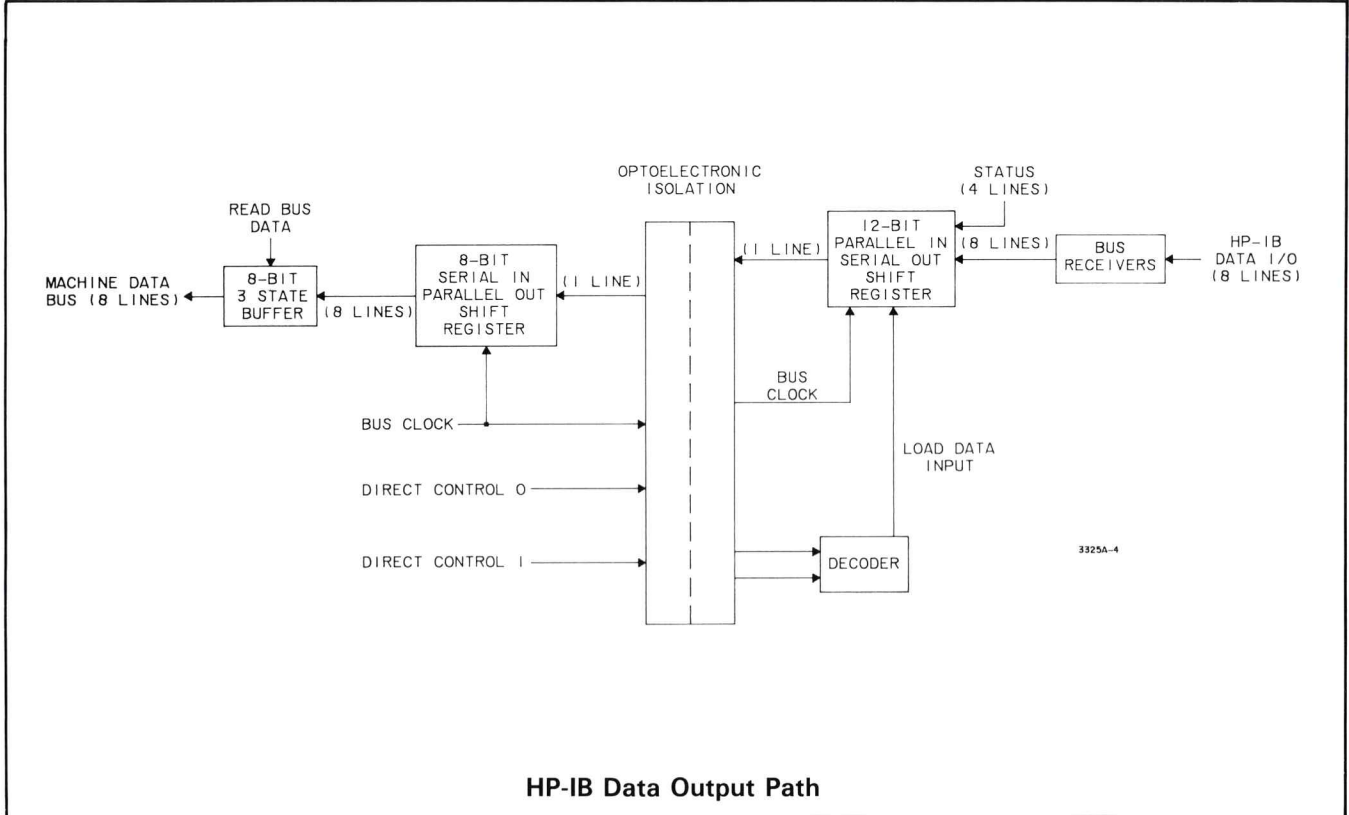 OPTOELECTRONIC
ISOLATION
STATUS
(4 LINES)
READ BUS
DATA
MACHINE DATA
BUS (8 LINES)
8-BIT
3 STATE
BUFFER
(8 LINES)
8-BIT
SERIAL IN
PARALLEL OUT
SHIFT
REGISTER
(1 LINE)
(1 LINE)
12-BIT
PARALLEL IN
SERIAL OUT
SHIFT
REGISTER
(8 LINES)
BUS
RECEIVERS
HP-IB
DATA I/O
(8 LINES)
BUS
CLOCK
BUS CLOCK
LOAD DATA
INPUT
DIRECT CONTROL 0
DIRECT CONTROL 1
DECODER
3325A-4
HP-IB Data Output Path